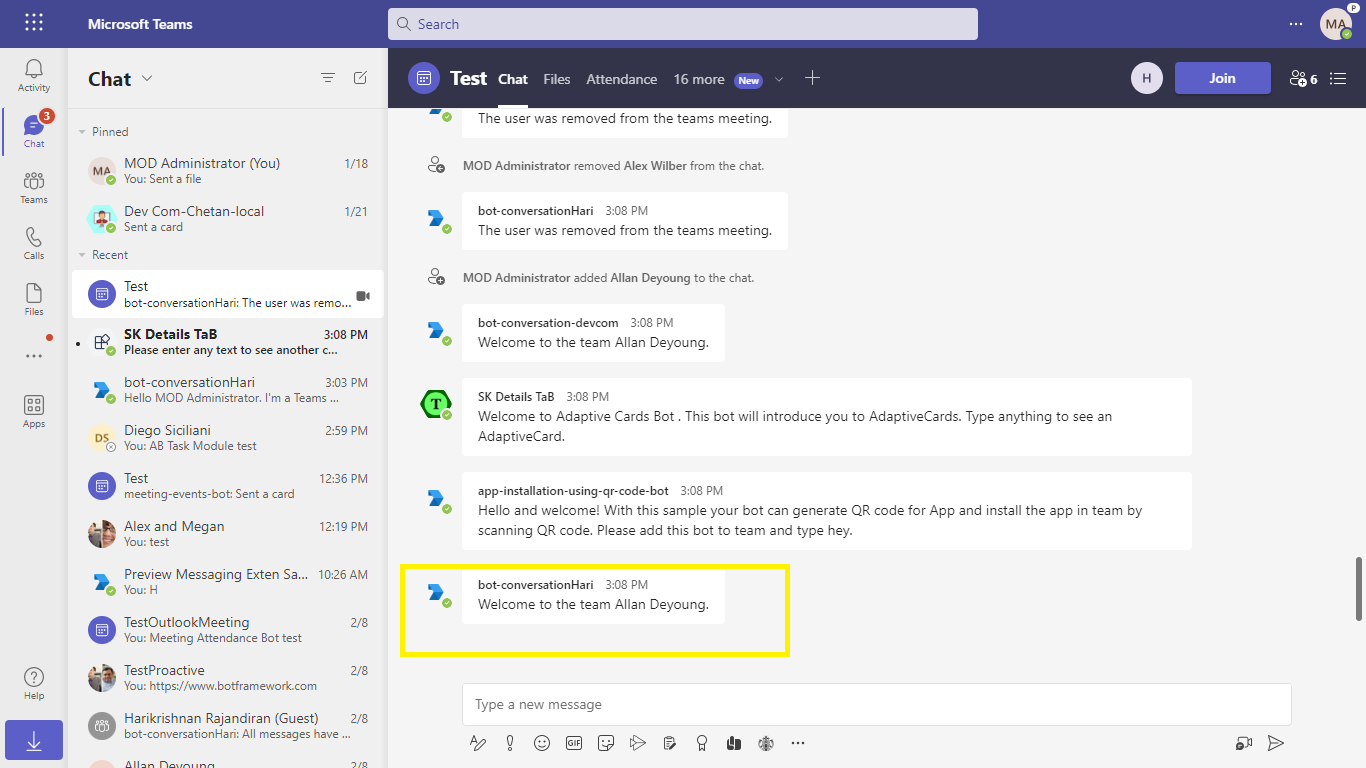 Microsoft Teams
Search
MA
P
Activity
3
Chat
Teams
Calls
Files
Apps
Help
Chat
Pinned
MA
MOD Administrator (You)
1/18
You: Sent a file
Dev Com-Chetan-local
1/21
Sent a card
Recent
Test
bot-conversationHari: The user was remo...
SK Details TaB
3:08 PM
Please enter any text to see another c...
bot-conversationHari
3:03 PM
Hello MOD Administrator. I'm a Teams ...
DS
Diego Siciliani
2:59 PM
You: AB Task Module test
Test
12:36 PM
meeting-events-bot: Sent a card
Alex and Megan
12:19 PM
You: test
Preview Messaging Exten Sa...
10:26 AM
You: H
TestOutlookMeeting
2/8
You: Meeting Attendance Bot test
TestProactive
2/8
You: https://www.botframework.com
Harikrishnan Rajandiran (Guest)
2/8
bot-conversationHari: All messages have ...
Allan Deyoung
2/8
Test
Chat
Files
Attendance
16 more
New
H
Join
6
The user was removed from the teams meeting.
MOD Administrator removed Alex Wilber from the chat.
bot-conversationHari 3:08 PM
The user was removed from the teams meeting.
MOD Administrator added Allan Deyoung to the chat.
bot-conversation-devcom 3:08 PM
Welcome to the team Allan Deyoung.
T
SK Details TaB 3:08 PM
Welcome to Adaptive Cards Bot . This bot will introduce you to AdaptiveCards. Type anything to see an
AdaptiveCard.
app-installation-using-qr-code-bot 3:08 PM
Hello and welcome! With this sample your bot can generate QR code for App and install the app in team by
scanning QR code. Please add this bot to team and type hey.
bot-conversationHari 3:08 PM
Welcome to the team Allan Deyoung.
Type a new message
GIF